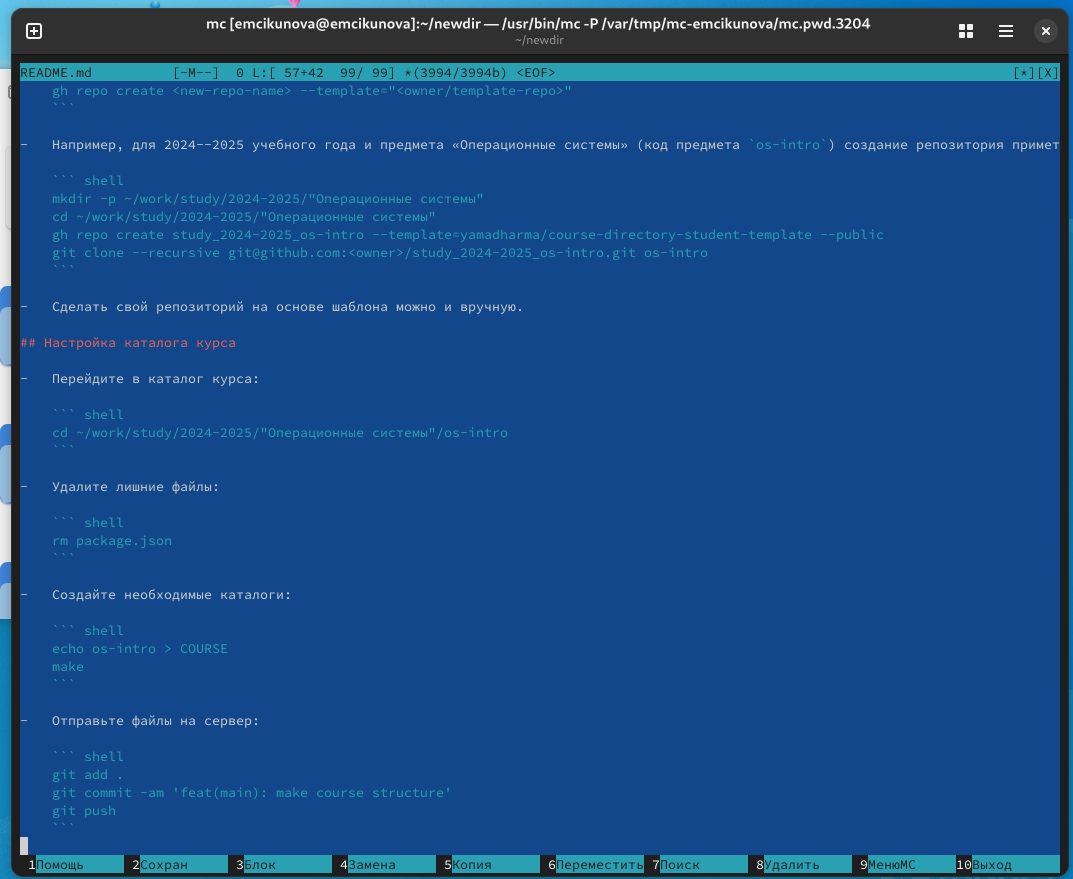 mc [emcikunova@emcikunova]:~/newdir — /usr/bin/mc -P /var/tmp/mc-emcikunova/mc.pwd.3204
~/newdir
README.md          [-M--]  0 L:[ 57+42  99/ 99] *(3994/3994b) <EOF>                                                         [*][X]
    gh repo create <new-repo-name> --template="<owner/template-repo>"
    ```
-   Например, для 2024--2025 учебного года и предмета «Операционные системы» (код предмета `os-intro`) создание репозитория примет
    ``` shell
    mkdir -p ~/work/study/2024-2025/"Операционные системы"
    cd ~/work/study/2024-2025/"Операционные системы"
    gh repo create study_2024-2025_os-intro --template=yamadharma/course-directory-student-template --public
    git clone --recursive git@github.com:<owner>/study_2024-2025_os-intro.git os-intro
    ```
-   Сделать свой репозиторий на основе шаблона можно и вручную.
## Настройка каталога курса
-   Перейдите в каталог курса:
    ``` shell
    cd ~/work/study/2024-2025/"Операционные системы"/os-intro
    ```
-   Удалите лишние файлы:
    ``` shell
    rm package.json
    ```
-   Создайте необходимые каталоги:
    ``` shell
    echo os-intro > COURSE
    make
    ```
-   Отправьте файлы на сервер:
    ``` shell
    git add .
    git commit -am 'feat(main): make course structure'
    git push
    ```
1Помощь 2Сохран 3Блок 4Замена 5Копия 6Переместить 7Поиск 8Удалить 9МенюMC 10Выход